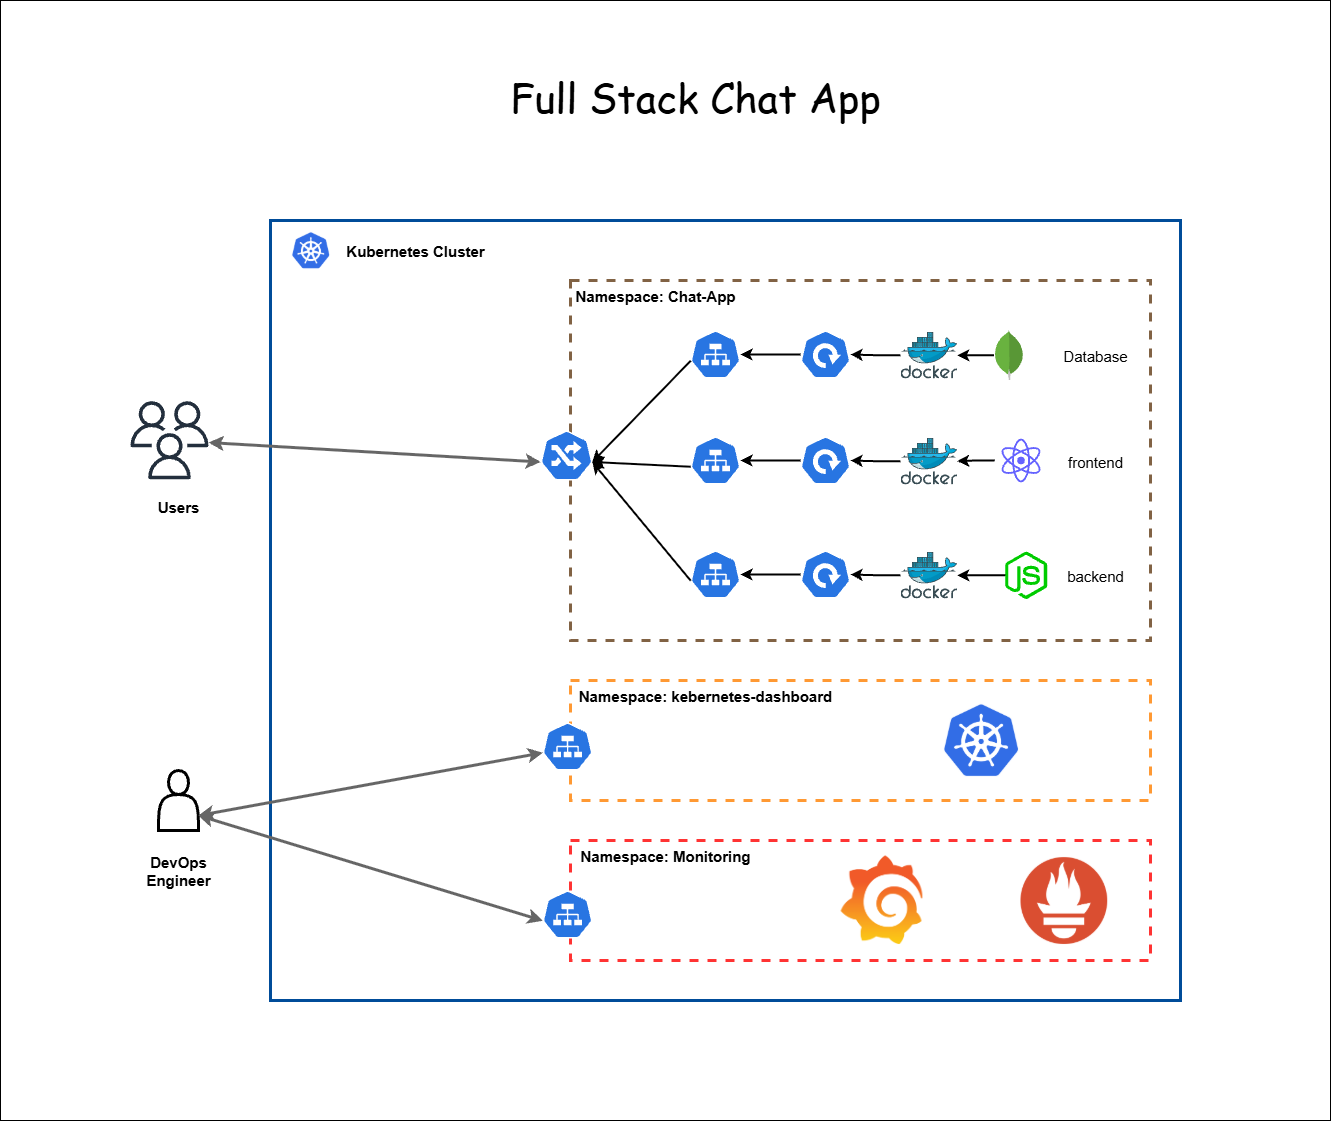 Full Stack Chat App
Kubernetes Cluster
Namespace: Chat-App
docker
Database
docker
frontend
Users
docker
JS
backend
Namespace: kebernetes-dashboard
DevOps
Engineer
Namespace: Monitoring